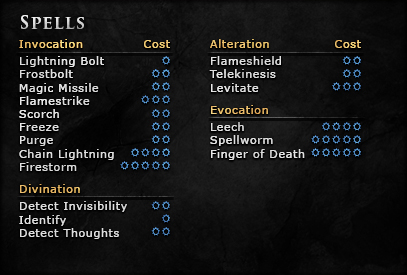 Spells
Invocation Cost
Lightning Bolt
Frostbolt
Magic Missile
Flamestrike
Scorch
Freeze
Purge
Chain Lightning
Firestorm
Divination
Detect Invisibility
Identify
Detect Thoughts
Alteration Cost
Flameshield
Telekinesis
Levitate
Evocation
Leech
Spellworm
Finger of Death